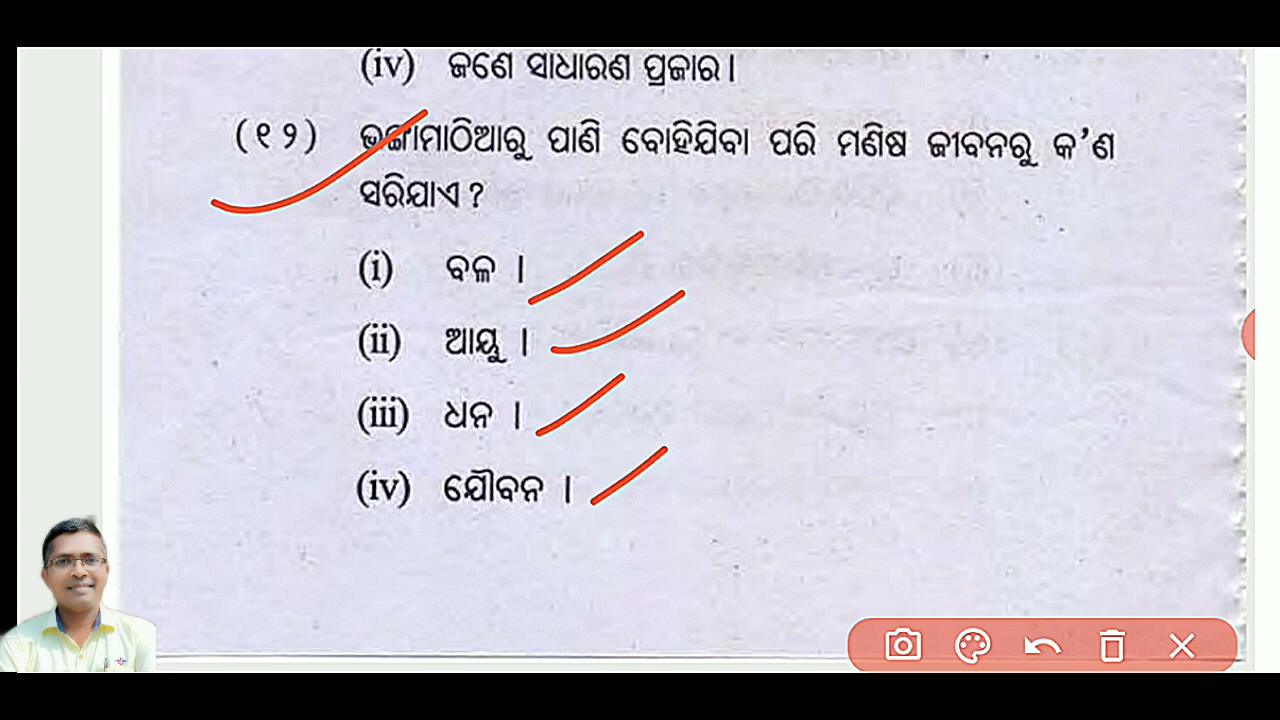 (iv) ଜଣେ ସାଧାରଣ ପ୍ରଜାର।
(୧୨) ଭଙ୍ଗାମାଠିଆରୁ ପାଣି ବୋହିଯିବା ପରି ମଣିଷ ଜୀବନରୁ କ'ଣ
ସରିଯାଏ?
(i) ବଳ ।
(ii) ଆୟୁ ।
(iii) ଧନ ।
(iv) ଯୌବନ ।